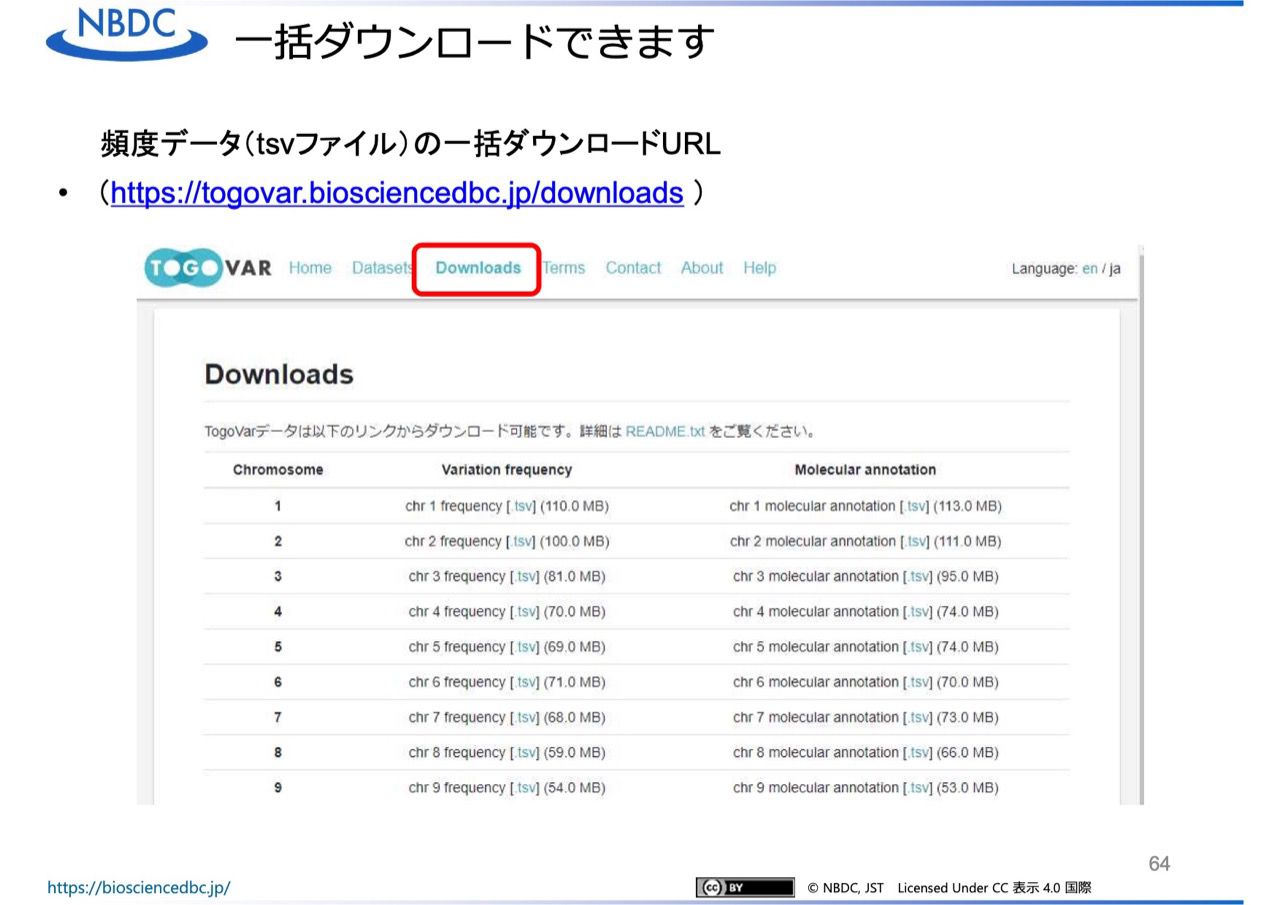 NBDC
一括ダウンロードできます
頻度データ（tsvファイル）の一括ダウンロードURL
• （https://togovar.biosciencedbc.jp/downloads ）
TOGOVAR Home Datasets Downloads Terms Contact About Help Language: en / ja
Downloads
TogoVarデータは以下のリンクからダウンロード可能です。詳細は README.txt をご覧ください。
Chromosome Variation frequency Molecular annotation
1 chr 1 frequency [.tsv] (110.0 MB) chr 1 molecular annotation [.tsv] (113.0 MB)
2 chr 2 frequency [.tsv] (100.0 MB) chr 2 molecular annotation [.tsv] (111.0 MB)
3 chr 3 frequency [.tsv] (81.0 MB) chr 3 molecular annotation [.tsv] (95.0 MB)
4 chr 4 frequency [.tsv] (70.0 MB) chr 4 molecular annotation [.tsv] (74.0 MB)
5 chr 5 frequency [.tsv] (69.0 MB) chr 5 molecular annotation [.tsv] (74.0 MB)
6 chr 6 frequency [.tsv] (71.0 MB) chr 6 molecular annotation [.tsv] (70.0 MB)
7 chr 7 frequency [.tsv] (68.0 MB) chr 7 molecular annotation [.tsv] (73.0 MB)
8 chr 8 frequency [.tsv] (59.0 MB) chr 8 molecular annotation [.tsv] (66.0 MB)
9 chr 9 frequency [.tsv] (54.0 MB) chr 9 molecular annotation [.tsv] (53.0 MB)
64
https://biosciencedbc.jp/ cc BY © NBDC, JST Licensed Under CC 表示 4.0 国際